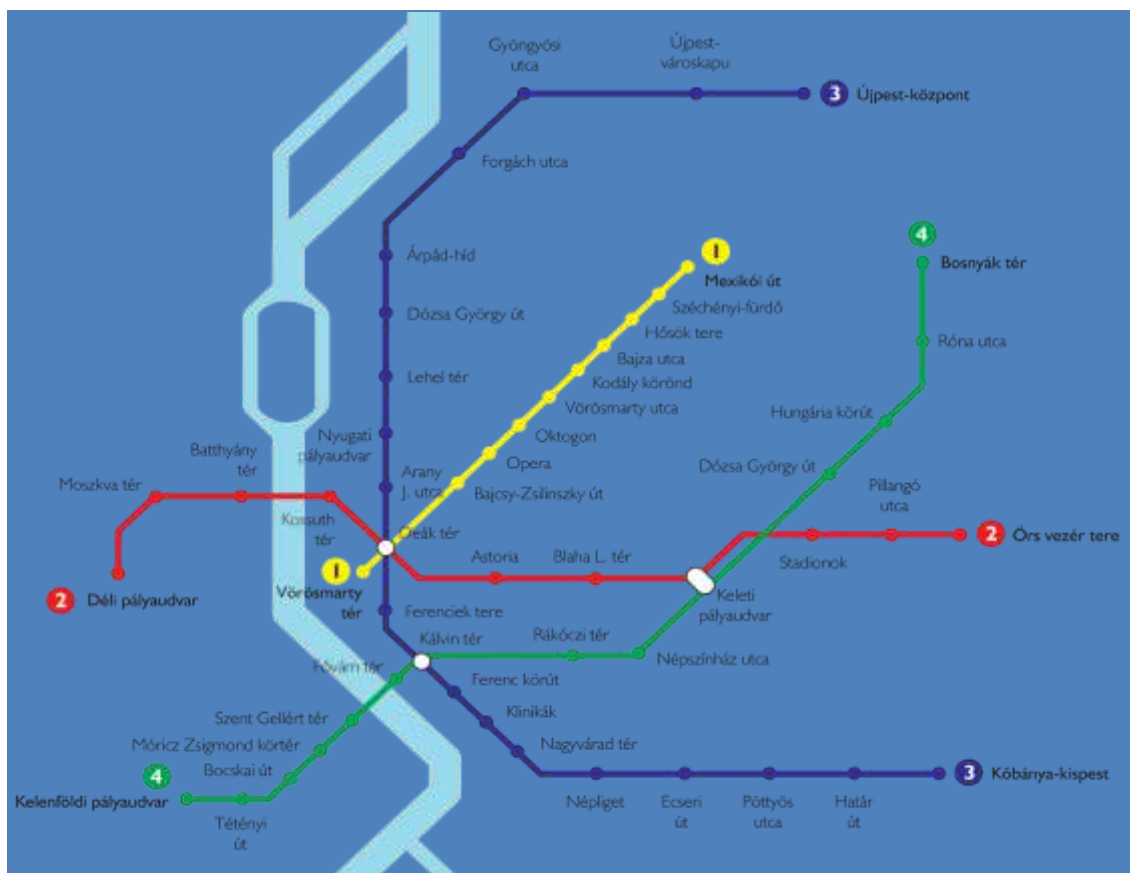 Gyöngyösi
utca
Újpest-
városkapu
3 Újpest-központ
Forgách utca
4
Bosnyák tér
Árpád-híd
1
Mexikói út
Széchényi-fürdő
Dózsa György út
Hősök tere
Róna utca
Bajza utca
Lehel tér
Kodály körönd
Vörösmarty utca
Hungária körút
Nyugati
pályaudvar
Oktogon
Batthyány
tér
Opera
Dózsa György út
Moszkva tér
Arany
J. utca
Bajcsy-Zsilinszky út
Pillangó
utca
Kossuth
tér
Deák tér
2 Örs vezér tere
Astoria
Blaha L. tér
Stadionok
1
Vörösmarty
tér
2 Déli pályaudvar
Keleti
pályaudvar
Ferenciek tere
Kálvin tér
Rákóczi tér
Népszínház utca
Fővám tér
Ferenc körút
Szent Gellért tér
Klinikák
Móricz Zsigmond körtér
Nagyvárad tér
Bocskai út
4
Kelenföldi pályaudvar
3 Kőbánya-kispest
Tétényi
út
Népliget
Ecseri
út
Pöttyös
utca
Határ
út